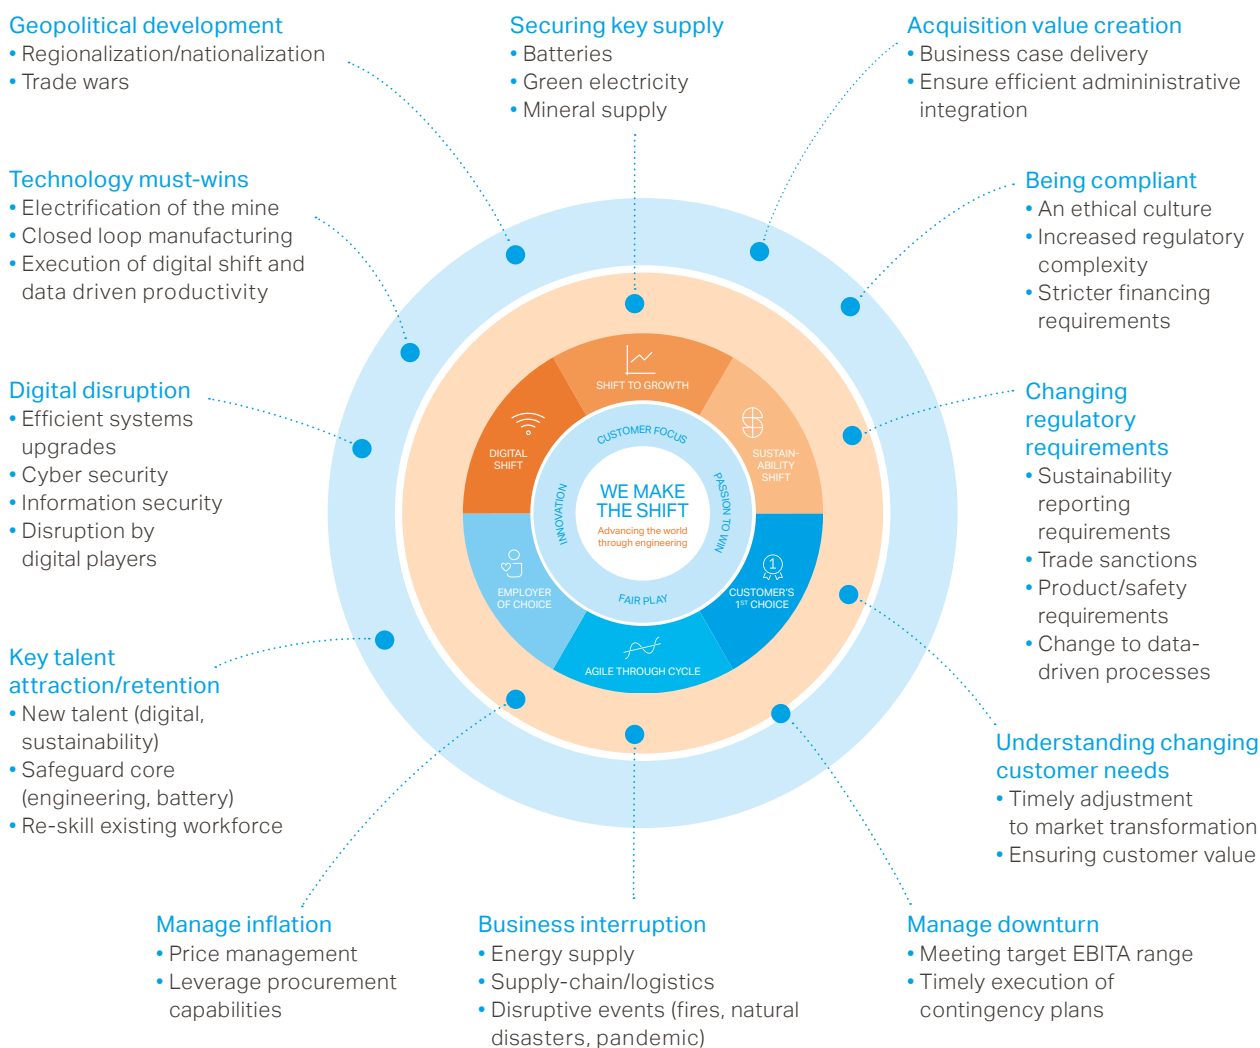 Geopolitical development
• Regionalization/nationalization
• Trade wars
Securing key supply
• Batteries
• Green electricity
• Mineral supply
Acquisition value creation
• Business case delivery
• Ensure efficient admininistrative
integration
Technology must-wins
• Electrification of the mine
• Closed loop manufacturing
• Execution of digital shift and
data driven productivity
Being compliant
• An ethical culture
• Increased regulatory
complexity
• Stricter financing
requirements
Digital disruption
• Efficient systems
upgrades
• Cyber security
• Information security
• Disruption by
digital players
Changing
regulatory
requirements
• Sustainability
reporting
requirements
• Trade sanctions
• Product/safety
requirements
• Change to data-
driven processes
SHIFT TO GROWTH
DIGITAL
SHIFT
SUSTAIN-
ABILITY
SHIFT
CUSTOMER FOCUS
INNOVATION
PASSION TO WIN
FAIR PLAY
WE MAKE
THE SHIFT
Advancing the world
through engineering
EMPLOYER
OF CHOICE
1
CUSTOMER'S
1ST CHOICE
AGILE THROUGH CYCLE
Key talent
attraction/retention
• New talent (digital,
sustainability)
• Safeguard core
(engineering, battery)
• Re-skill existing workforce
Understanding changing
customer needs
• Timely adjustment
to market transformation
• Ensuring customer value
Manage inflation
• Price management
• Leverage procurement
capabilities
Business interruption
• Energy supply
• Supply-chain/logistics
• Disruptive events (fires, natural
disasters, pandemic)
Manage downturn
• Meeting target EBITA range
• Timely execution of
contingency plans